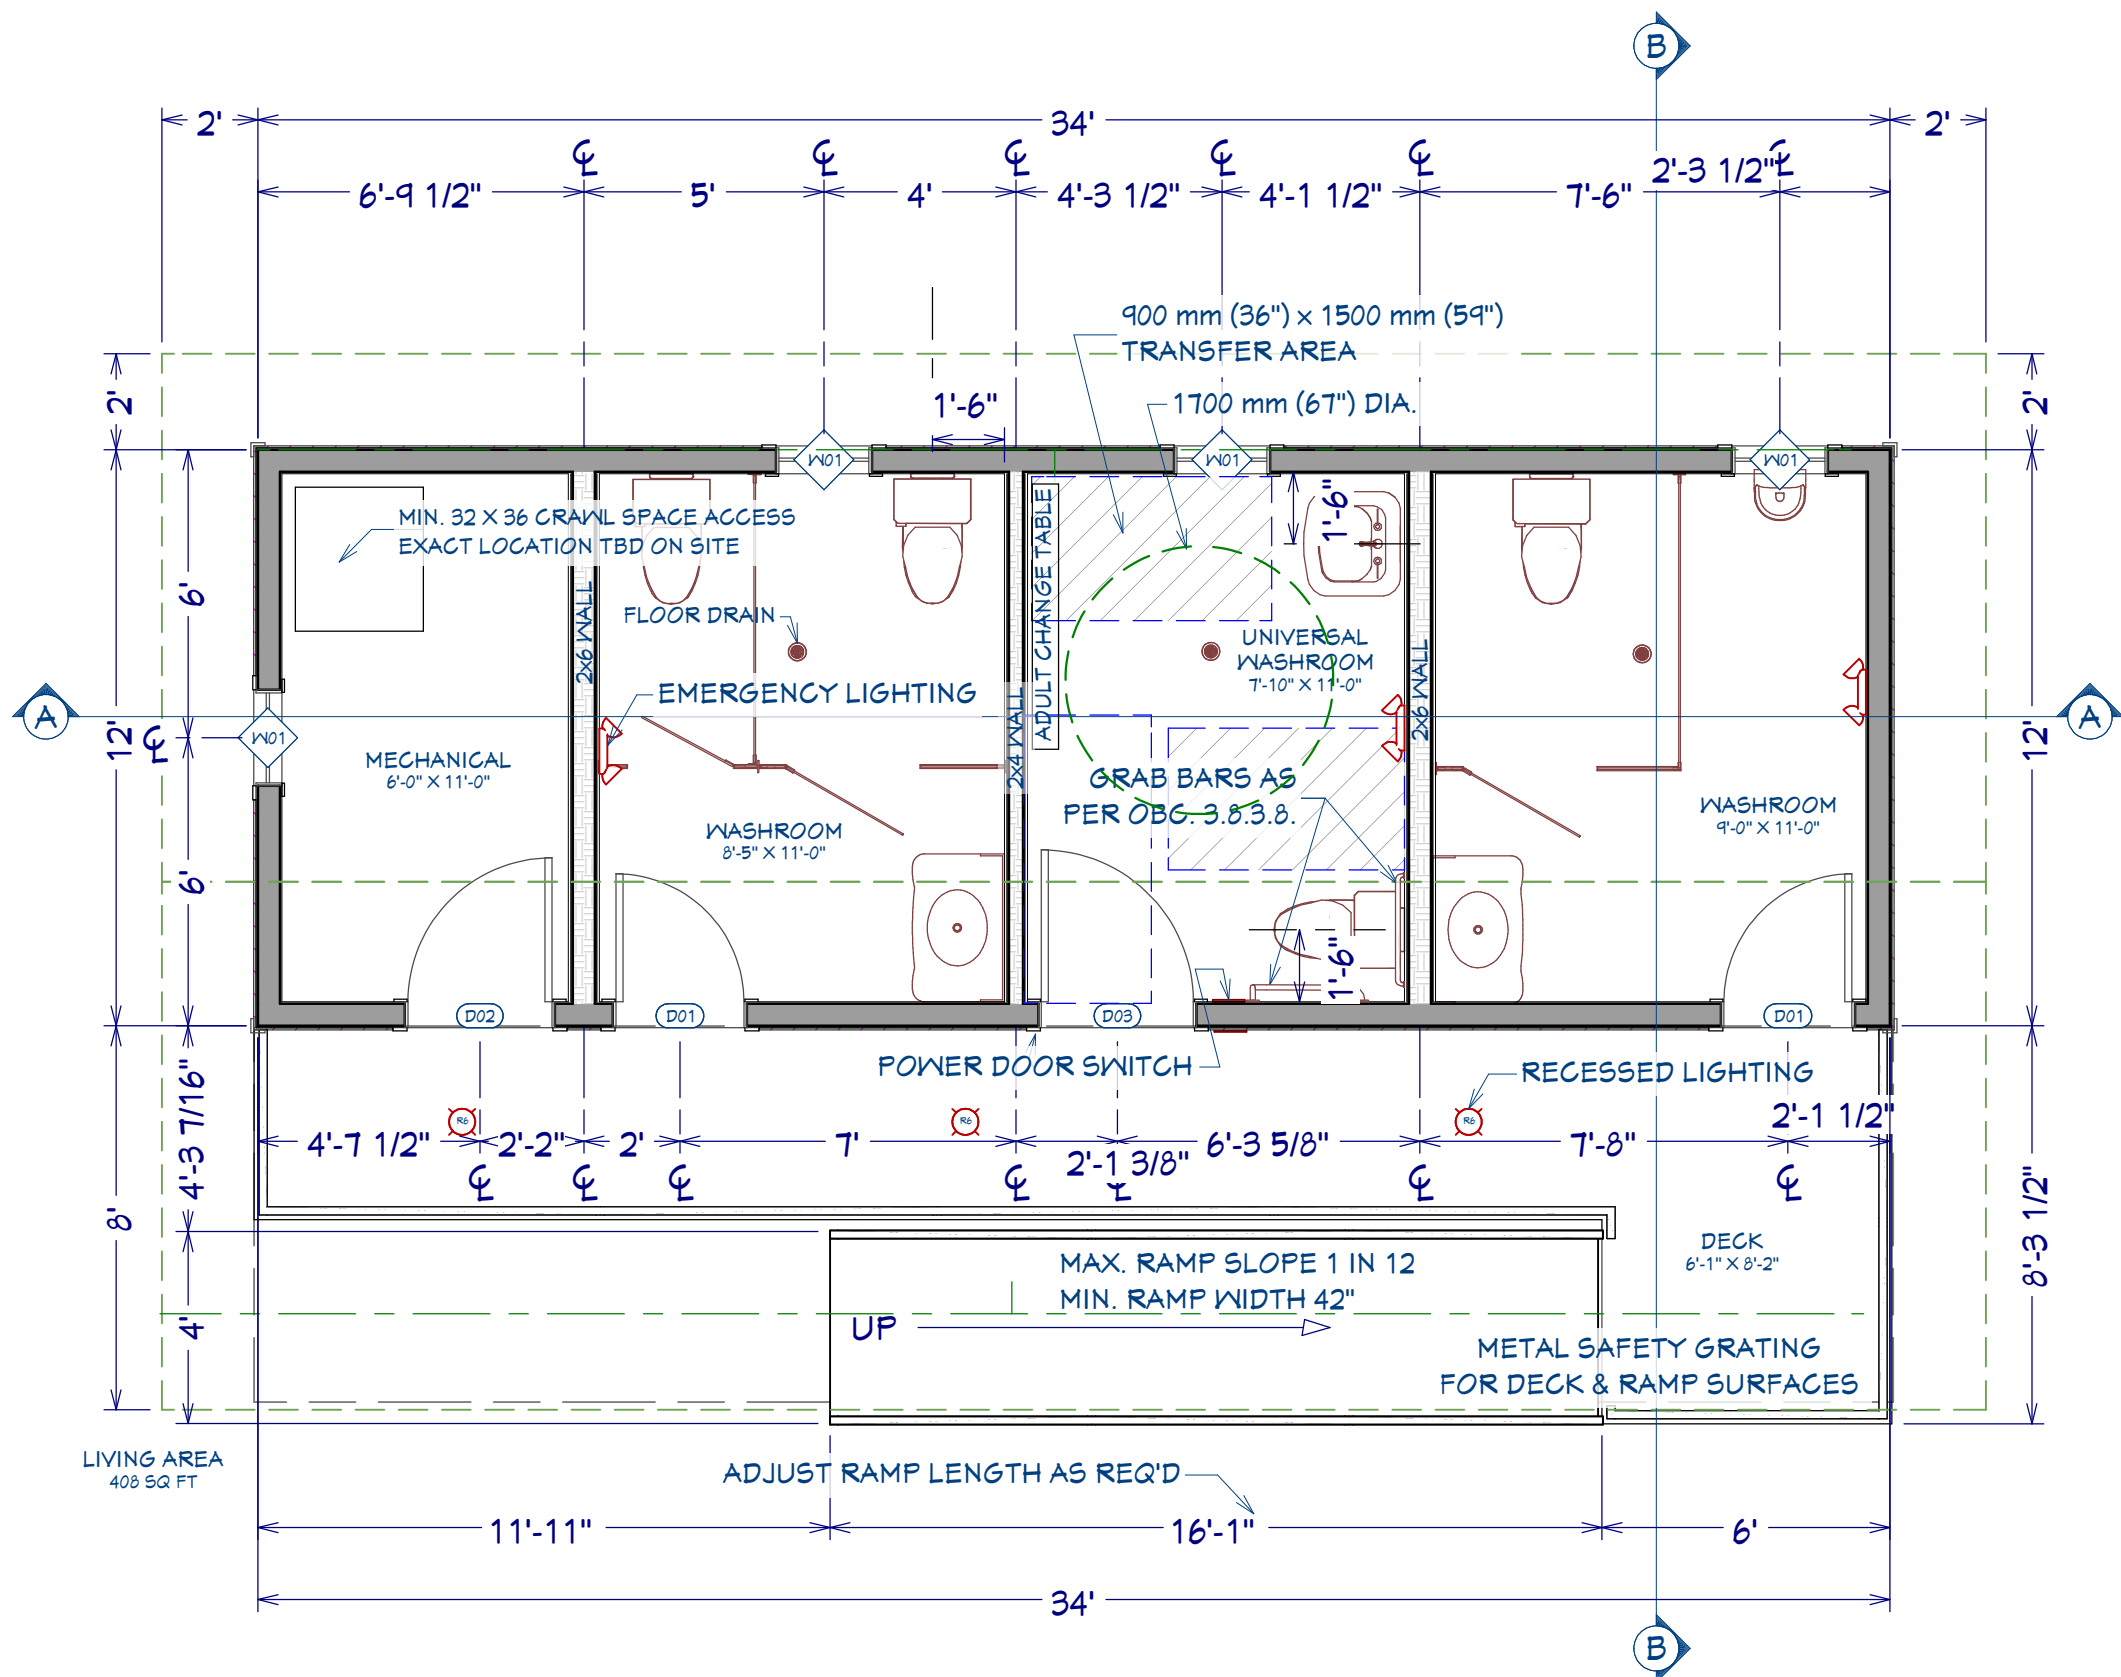 B
2'
34'
2'
6'-9 1/2"
5'
4'
4'-3 1/2"
4'-1 1/2"
7'-6"
2'-3 1/2"
900 mm (36") x 1500 mm (59")
TRANSFER AREA
1700 mm (67") DIA.
1'-6"
2'
2'
W01
W01
W01
MIN. 32 X 36 CRAWL SPACE ACCESS
EXACT LOCATION TBD ON SITE
1'-6"
ADULT CHANGE TABLE
6'
2x6 WALL
FLOOR DRAIN
UNIVERSAL
WASHROOM
7'-10" X 11'-0"
2x6 WALL
EMERGENCY LIGHTING
2x4 WALL
A
A
12'
W01
12'
MECHANICAL
6'-0" X 11'-0"
GRAB BARS AS
PER OBC. 3.8.3.8.
WASHROOM
8'-5" X 11'-0"
WASHROOM
9'-0" X 11'-0"
6'
1'-6"
D02
D01
D03
D01
POWER DOOR SWITCH
RECESSED LIGHTING
4'-3 7/16"
R6
R6
R6
2'-1 1/2"
4'-7 1/2"
2'-2"
2'
7'
2'-1 3/8"
6'-3 5/8"
7'-8"
8'
8'-3 1/2"
DECK
6'-1" X 8'-2"
MAX. RAMP SLOPE 1 IN 12
MIN. RAMP WIDTH 42"
4'
UP
METAL SAFETY GRATING
FOR DECK & RAMP SURFACES
LIVING AREA
408 SQ FT
ADJUST RAMP LENGTH AS REQ'D
11'-11"
16'-1"
6'
34'
B